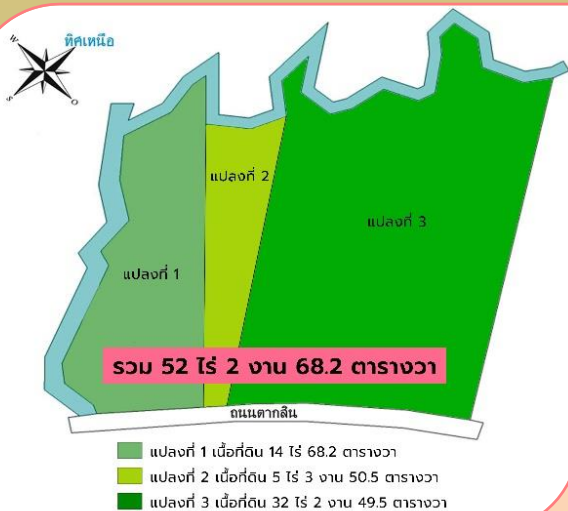 ทิศเหนือ
W
S
O
แปลงที่ 2
แปลงที่ 3
แปลงที่ 1
รวม 52 ไร่ 2 งาน 68.2 ตารางวา
ถนนตากสิน
แปลงที่ 1 เนื้อที่ดิน 14 ไร่ 68.2 ตารางวา
แปลงที่ 2 เนื้อที่ดิน 5 ไร่ 3 งาน 50.5 ตารางวา
แปลงที่ 3 เนื้อที่ดิน 32 ไร่ 2 งาน 49.5 ตารางวา